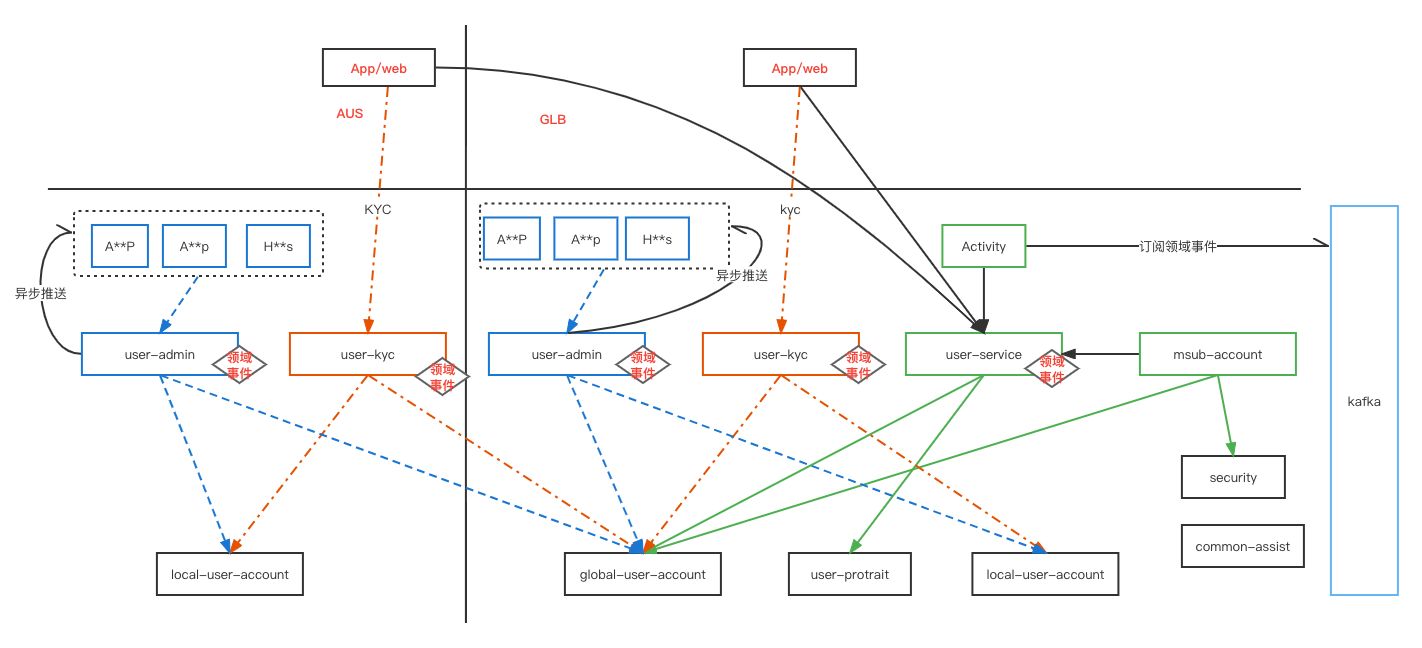 App/web
App/web
AUS
GLB
KYC
kyc
A**P
A**p
H**s
A**P
A**p
H**s
Activity
订阅领域事件
异步推送
异步推送
user-admin
领域
事件
user-kyc
领域
事件
user-admin
领域
事件
user-kyc
领域
事件
user-service
领域
事件
msub-account
kafka
security
common-assist
local-user-account
global-user-account
user-protrait
local-user-account